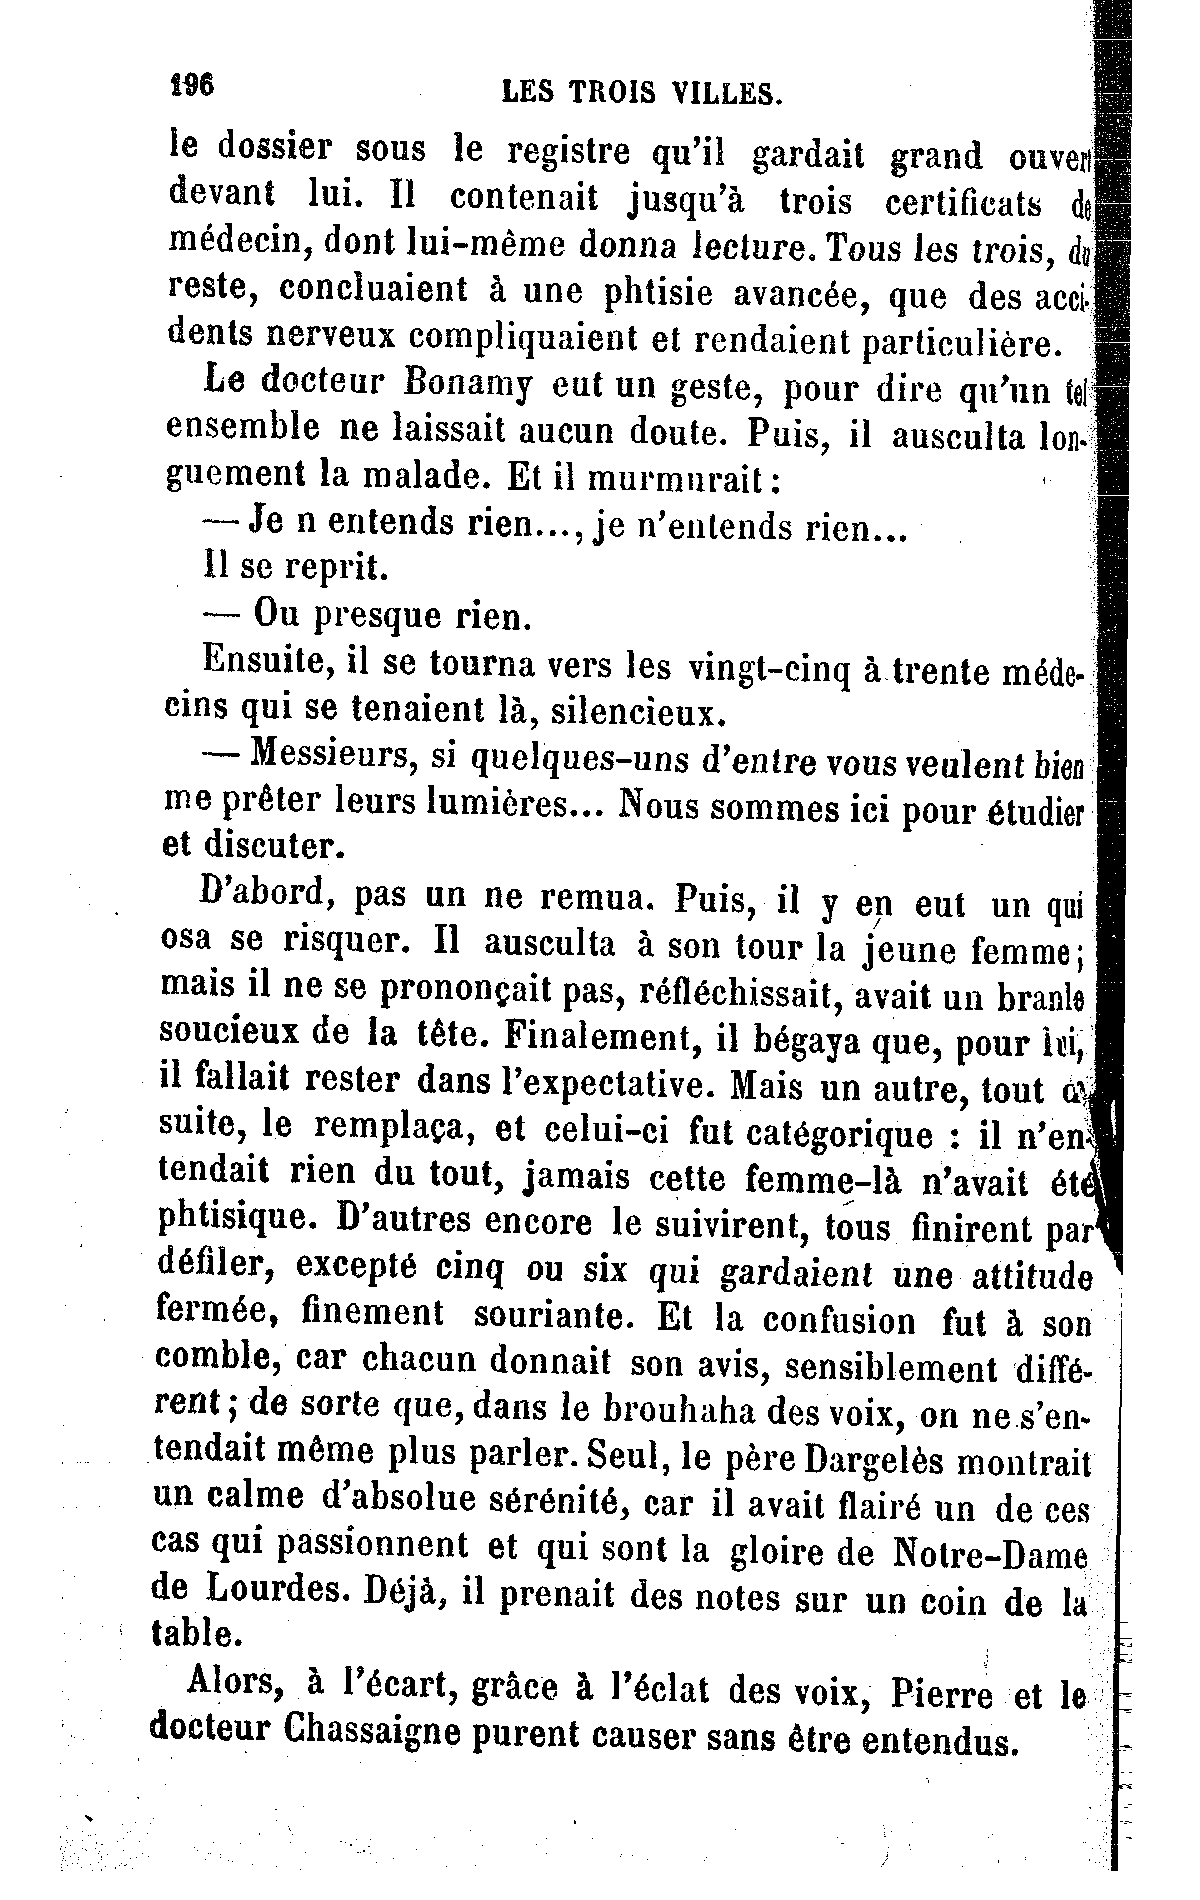 196
LES TROIS VILLES.
le dossier sous le registre qu'il gardait grand ouvert
devant lui. Il contenait jusqu'à trois certificats de
médecin, dont lui-même donna lecture. Tous les trois, du
reste, concluaient à une phtisie avancée, que des acci-
dents nerveux compliquaient et rendaient particulière.
Le docteur Bonamy eut un geste, pour dire qu'un tel
ensemble ne laissait aucun doute. Puis, il ausculta lon-
guement la malade. Et il murmurait :
— Je n entends rien..., je n'entends rien...
Il se reprit.
— Ou presque rien.
Ensuite, il se tourna vers les vingt-cinq à trente méde-
cins qui se tenaient là, silencieux.
— Messieurs, si quelques-uns d'entre vous veulent bien
me prêter leurs lumières... Nous sommes ici pour étudier
et discuter.
D'abord, pas un ne remua. Puis, il y en eut un qui
osa se risquer. Il ausculta à son tour la jeune femme ;
mais il ne se prononçait pas, réfléchissait, avait un branle
soucieux de la tête. Finalement, il bégaya que, pour lui,
il fallait rester dans l'expectative. Mais un autre, tout
suite, le remplaça, et celui-ci fut catégorique : il n'en-
tendait rien du tout, jamais cette femme-là n'avait été
phtisique. D'autres encore le suivirent, tous finirent par
défiler, excepté cinq ou six qui gardaient une attitude
fermée, finement souriante. Et la confusion fut à son
comble, car chacun donnait son avis, sensiblement diffé-
rent ; de sorte que, dans le brouhaha des voix, on ne s'en-
tendait même plus parler. Seul, le père Dargelès montrait
un calme d'absolue sérénité, car il avait flairé un de ces
cas qui passionnent et qui sont la gloire de Notre-Dame
de Lourdes. Déjà, il prenait des notes sur un coin de la
table.
Alors, à l'écart, grâce à l'éclat des voix, Pierre et le
docteur Chassaigne purent causer sans être entendus.